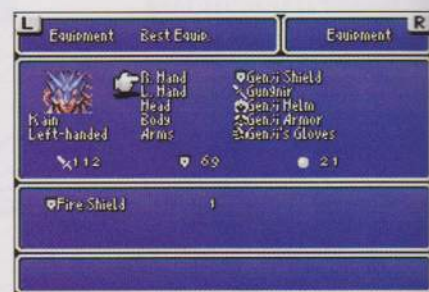 L
R
Equipment Best Equip.
Equipment
R. Hand Genji Shield
L. Hand Gungnir
Head Genji Helm
Kain Body Genji Armor
Left-handed Arms Genji's Gloves
112 69 21
Fire Shield 1